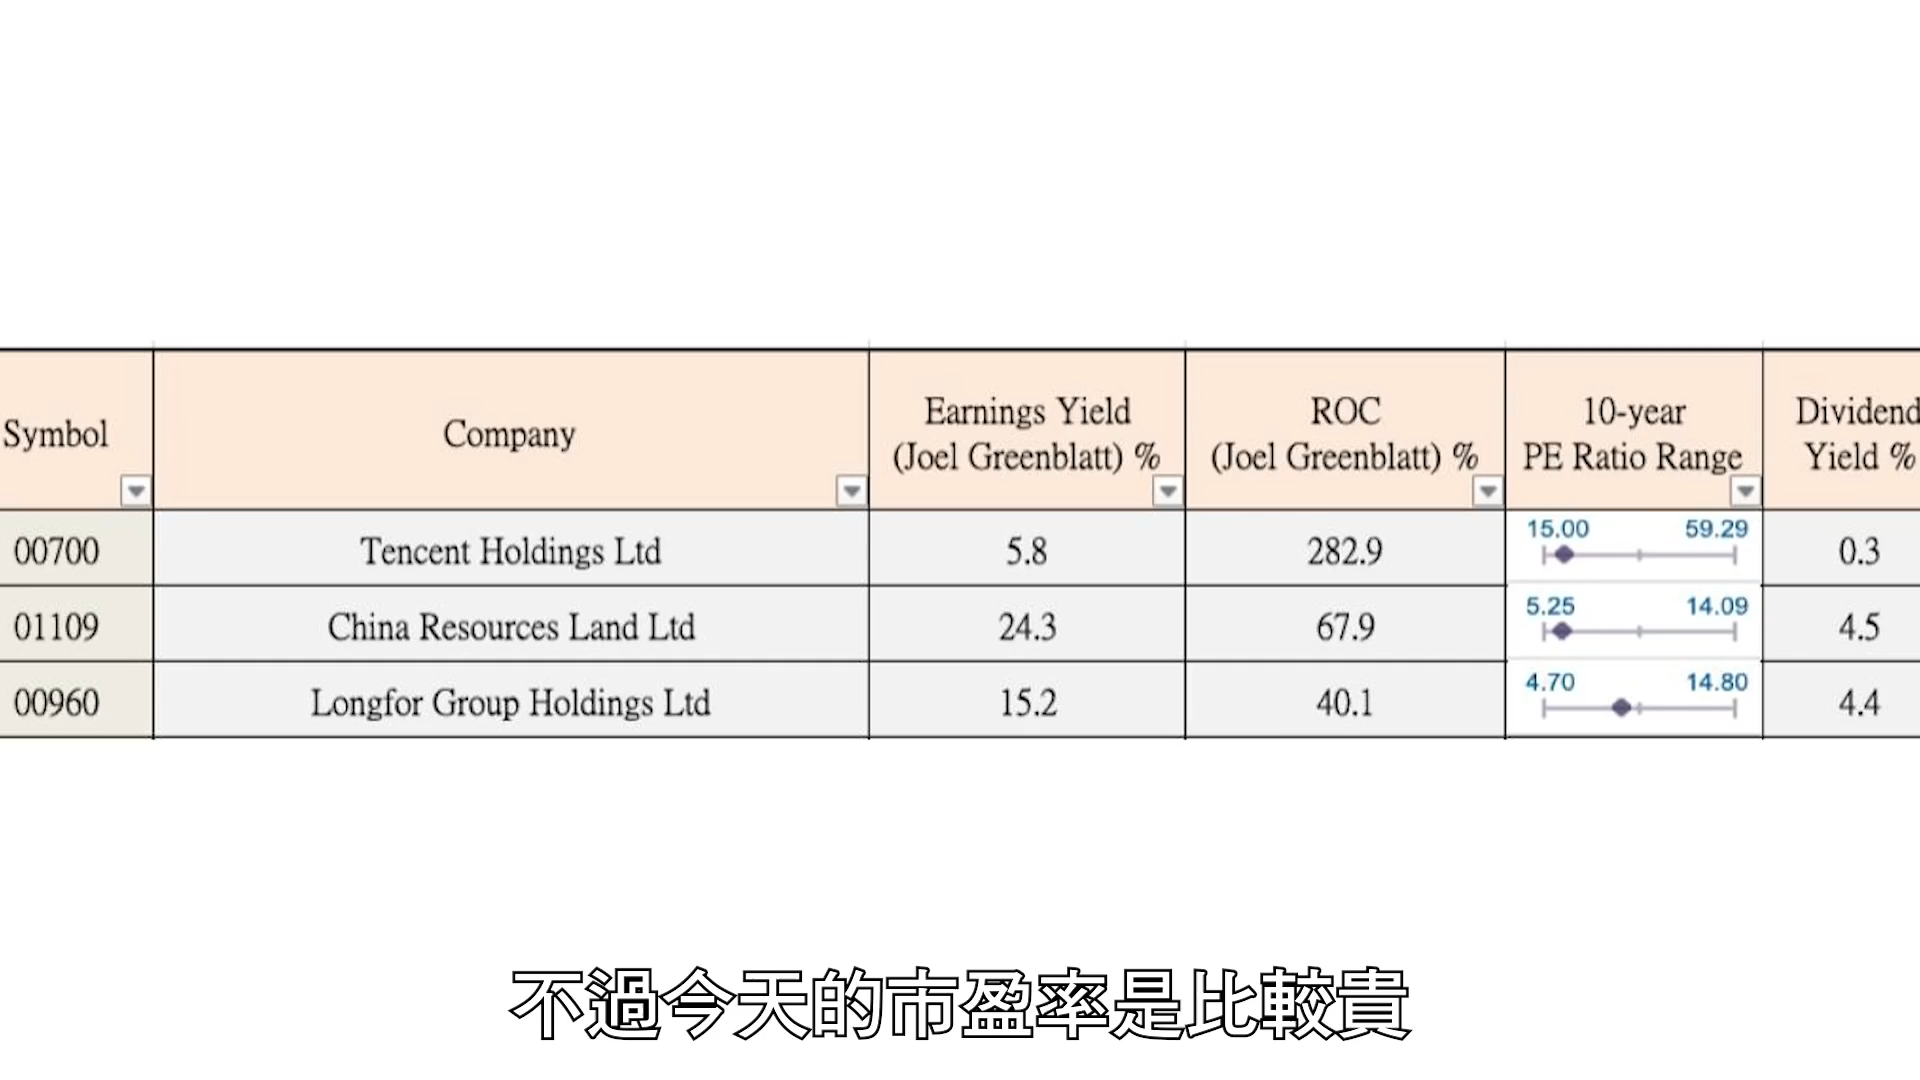 Symbol
Company
Earnings Yield
(Joel Greenblatt) %
ROC
(Joel Greenblatt) %
10-year
PE Ratio Range
Dividend
Yield %
00700
Tencent Holdings Ltd
5.8
282.9
15.00 59.29
0.3
01109
China Resources Land Ltd
24.3
67.9
5.25 14.09
4.5
00960
Longfor Group Holdings Ltd
15.2
40.1
4.70 14.80
4.4
不過今天的市盈率是比較貴